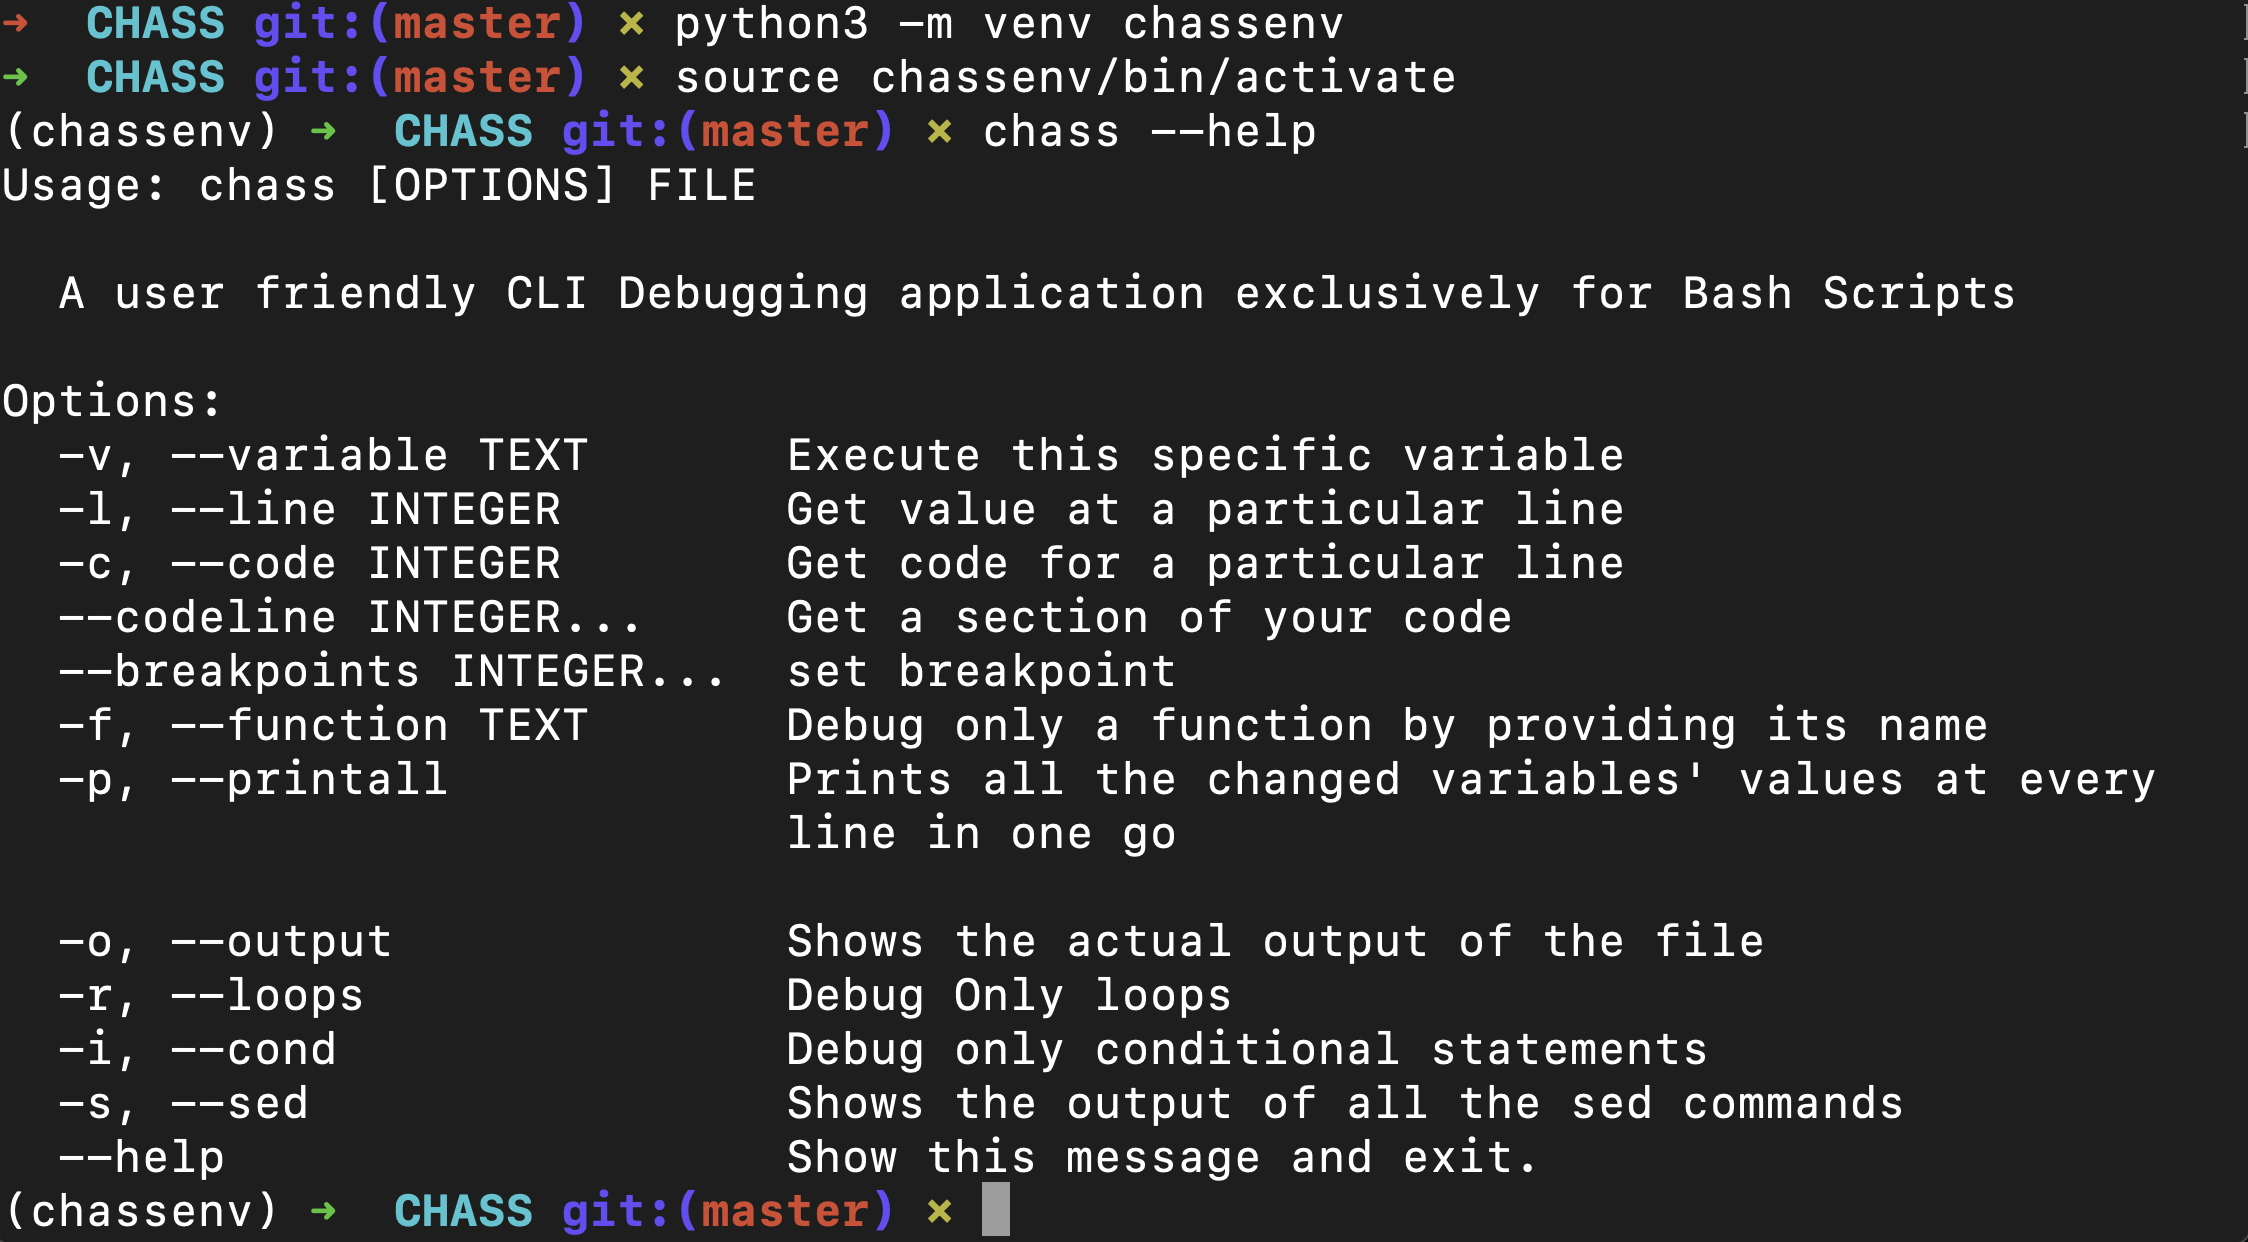 ➜  CHASS git:(master) ✗ python3 -m venv chassenv
➜  CHASS git:(master) ✗ source chassenv/bin/activate
(chassenv) ➜  CHASS git:(master) ✗ chass --help
Usage: chass [OPTIONS] FILE

  A user friendly CLI Debugging application exclusively for Bash Scripts

Options:
  -v, --variable TEXT       Execute this specific variable
  -l, --line INTEGER        Get value at a particular line
  -c, --code INTEGER        Get code for a particular line
  --codeline INTEGER...     Get a section of your code
  --breakpoints INTEGER...  set breakpoint
  -f, --function TEXT       Debug only a function by providing its name
  -p, --printall            Prints all the changed variables' values at every
                            line in one go

  -o, --output              Shows the actual output of the file
  -r, --loops               Debug Only loops
  -i, --cond                Debug only conditional statements
  -s, --sed                 Shows the output of all the sed commands
  --help                    Show this message and exit.
(chassenv) ➜  CHASS git:(master) ✗